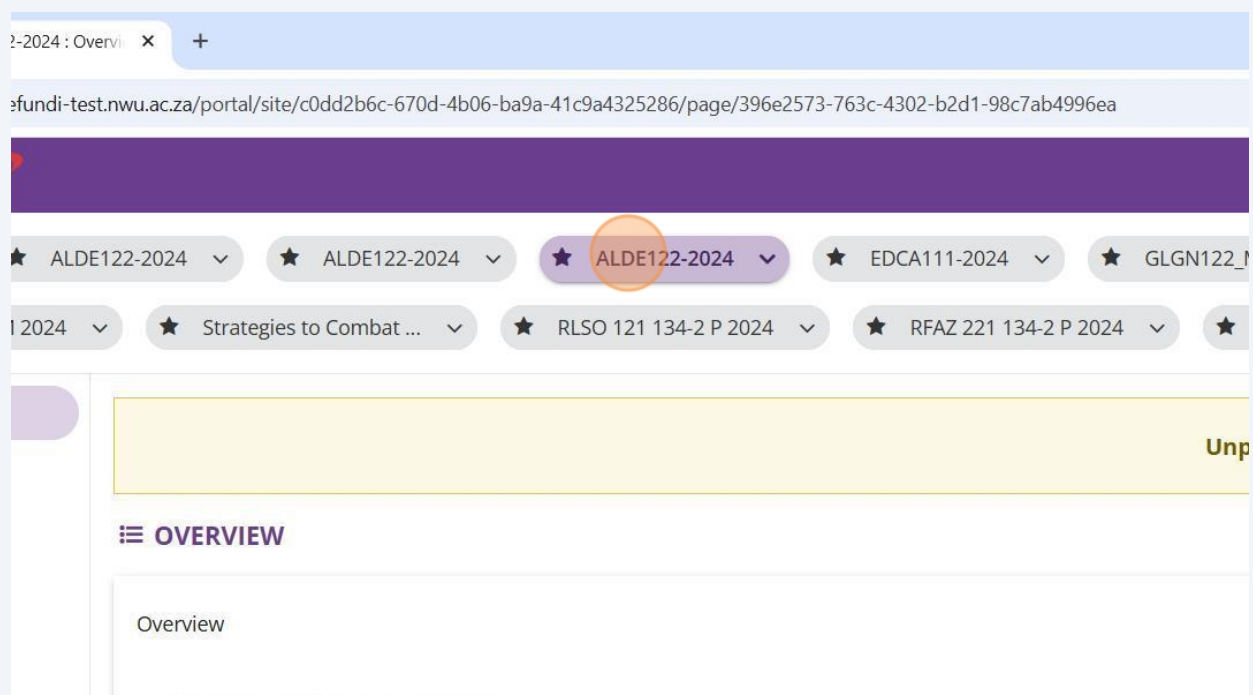 2-2024 : Overvi
efundi-test.nwu.ac.za/portal/site/c0dd2b6c-670d-4b06-ba9a-41c9a4325286/page/396e2573-763c-4302-b2d1-98c7ab4996ea
ALDE122-2024 ALDE122-2024 ALDE122-2024 EDCA111-2024 GLGN122_
1 2024 Strategies to Combat ... RLSO 121 134-2 P 2024 RFAZ 221 134-2 P 2024
Unp
OVERVIEW
Overview